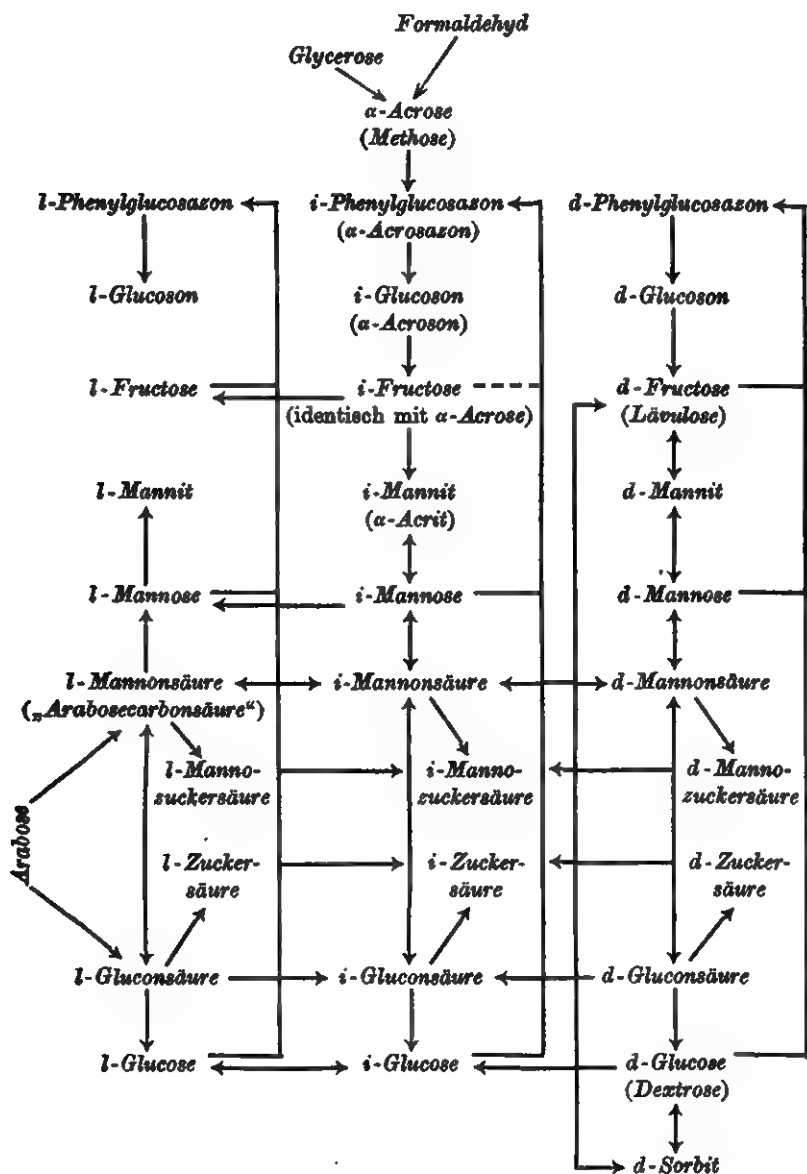 Formaldehyd
Glycerose
α-Acrose
(Methose)
l-Phenylglucosazon
i-Phenylglucosazon
(α-Acrosazon)
d-Phenylglucosazon
l-Glucoson
i-Glucoson
(α-Acroson)
d-Glucoson
l-Fructose
i-Fructose
(identisch mit α-Acrose)
d-Fructose
(Lävulose)
l-Mannit
i-Mannit
(α-Acrit)
d-Mannit
l-Mannose
i-Mannose
d-Mannose
l-Mannonsäure
(„Arabosecarbonsäure“)
i-Mannonsäure
d-Mannonsäure
l-Manno-
zuckersäure
i-Manno-
zuckersäure
d-Manno-
zuckersäure
Arabose
l-Zucker-
säure
i-Zucker-
säure
d-Zucker-
säure
l-Gluconsäure
i-Gluconsäure
d-Gluconsäure
l-Glucose
i-Glucose
d-Glucose
(Dextrose)
d-Sorbit